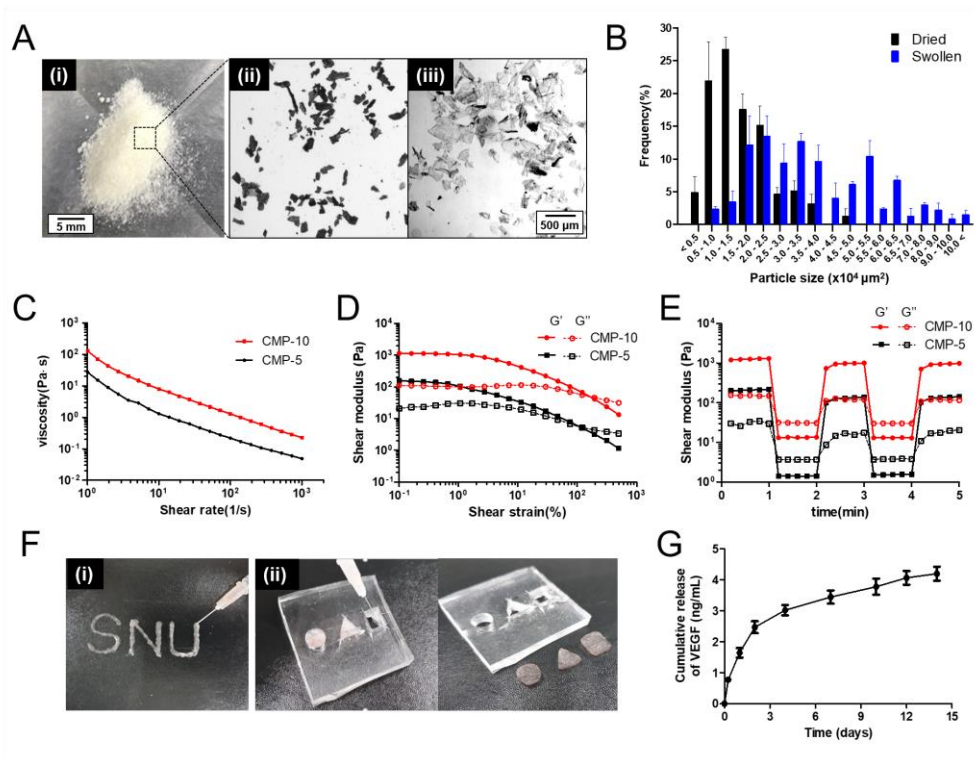 A
(i)
(ii)
(iii)
5 mm
500 µm
B
Dried
Swollen
Frequency(%)
30
25
20
15
10
5
0
< 0.5
0.5 - 1.0
1.0 - 1.5
1.5 - 2.0
2.0 - 2.5
2.5 - 3.0
3.0 - 3.5
3.5 - 4.0
4.0 - 4.5
4.5 - 5.0
5.0 - 5.5
5.5 - 6.0
6.0 - 6.5
6.5 - 7.0
7.0 - 8.0
8.0 - 9.0
9.0 - 10.0
10.0 <
Particle size (x10⁴ µm²)
C
viscosity(Pa· s)
10³
10²
10¹
10⁰
10⁻¹
10⁻²
CMP-10
CMP-5
10⁰ 10¹ 10² 10³
Shear rate(1/s)
D
Shear modulus (Pa)
G' G''
CMP-10
CMP-5
10⁴
10³
10²
10¹
10⁰
10⁻¹ 10⁰ 10¹ 10² 10³
Shear strain(%)
E
Shear modulus (Pa)
G' G''
CMP-10
CMP-5
10⁴
10³
10²
10¹
10⁰
0 1 2 3 4 5
time(min)
F
(i)
SNU
(ii)
G
Cumulative release
of VEGF (ng/mL)
5
4
3
2
1
0
0 3 6 9 12 15
Time (days)